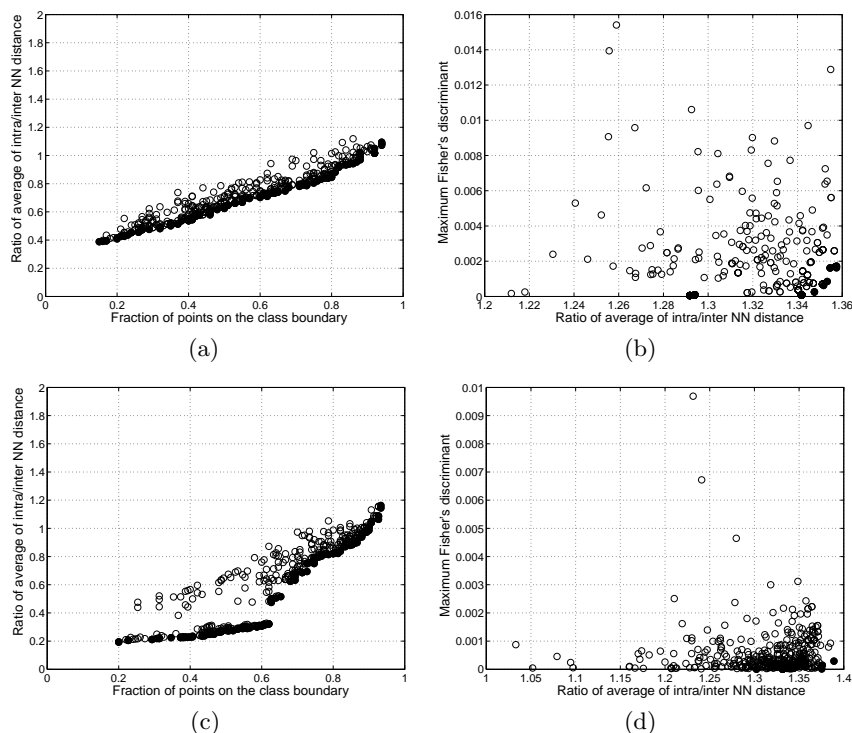 2
1.8
1.6
1.4
1.2
1
0.8
0.6
0.4
0.2
0
0 0.2 0.4 0.6 0.8 1
Ratio of average of intra/inter NN distance
Fraction of points on the class boundary
(a)
0.016
0.014
0.012
0.01
0.008
0.006
0.004
0.002
0
1.2 1.22 1.24 1.26 1.28 1.3 1.32 1.34 1.36
Maximum Fisher's discriminant
Ratio of average of intra/inter NN distance
(b)
2
1.8
1.6
1.4
1.2
1
0.8
0.6
0.4
0.2
0
0 0.2 0.4 0.6 0.8 1
Ratio of average of intra/inter NN distance
Fraction of points on the class boundary
(c)
0.01
0.009
0.008
0.007
0.006
0.005
0.004
0.003
0.002
0.001
0
1 1.05 1.1 1.15 1.2 1.25 1.3 1.35 1.4
Maximum Fisher's discriminant
Ratio of average of intra/inter NN distance
(d)